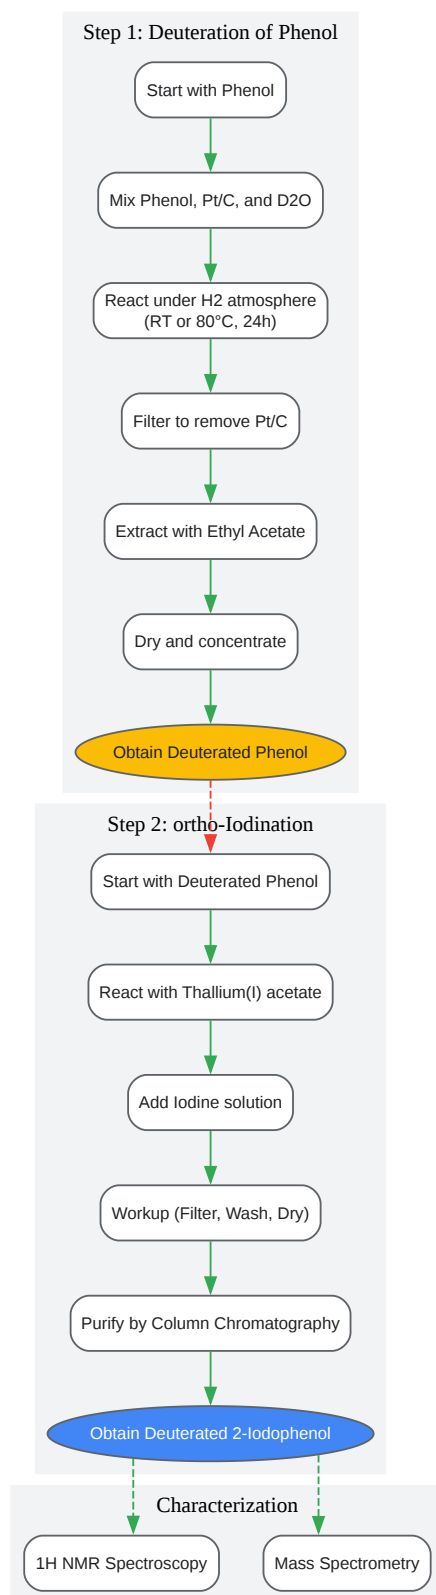 Step 1: Deuteration of Phenol
Start with Phenol
Mix Phenol, Pt/C, and D2O
React under H2 atmosphere
(RT or 80°C, 24h)
Filter to remove Pt/C
Extract with Ethyl Acetate
Dry and concentrate
Obtain Deuterated Phenol
Step 2: ortho-Iodination
Start with Deuterated Phenol
React with Thallium(I) acetate
Add Iodine solution
Workup (Filter, Wash, Dry)
Purify by Column Chromatography
Obtain Deuterated 2-Iodophenol
Characterization
1H NMR Spectroscopy
Mass Spectrometry